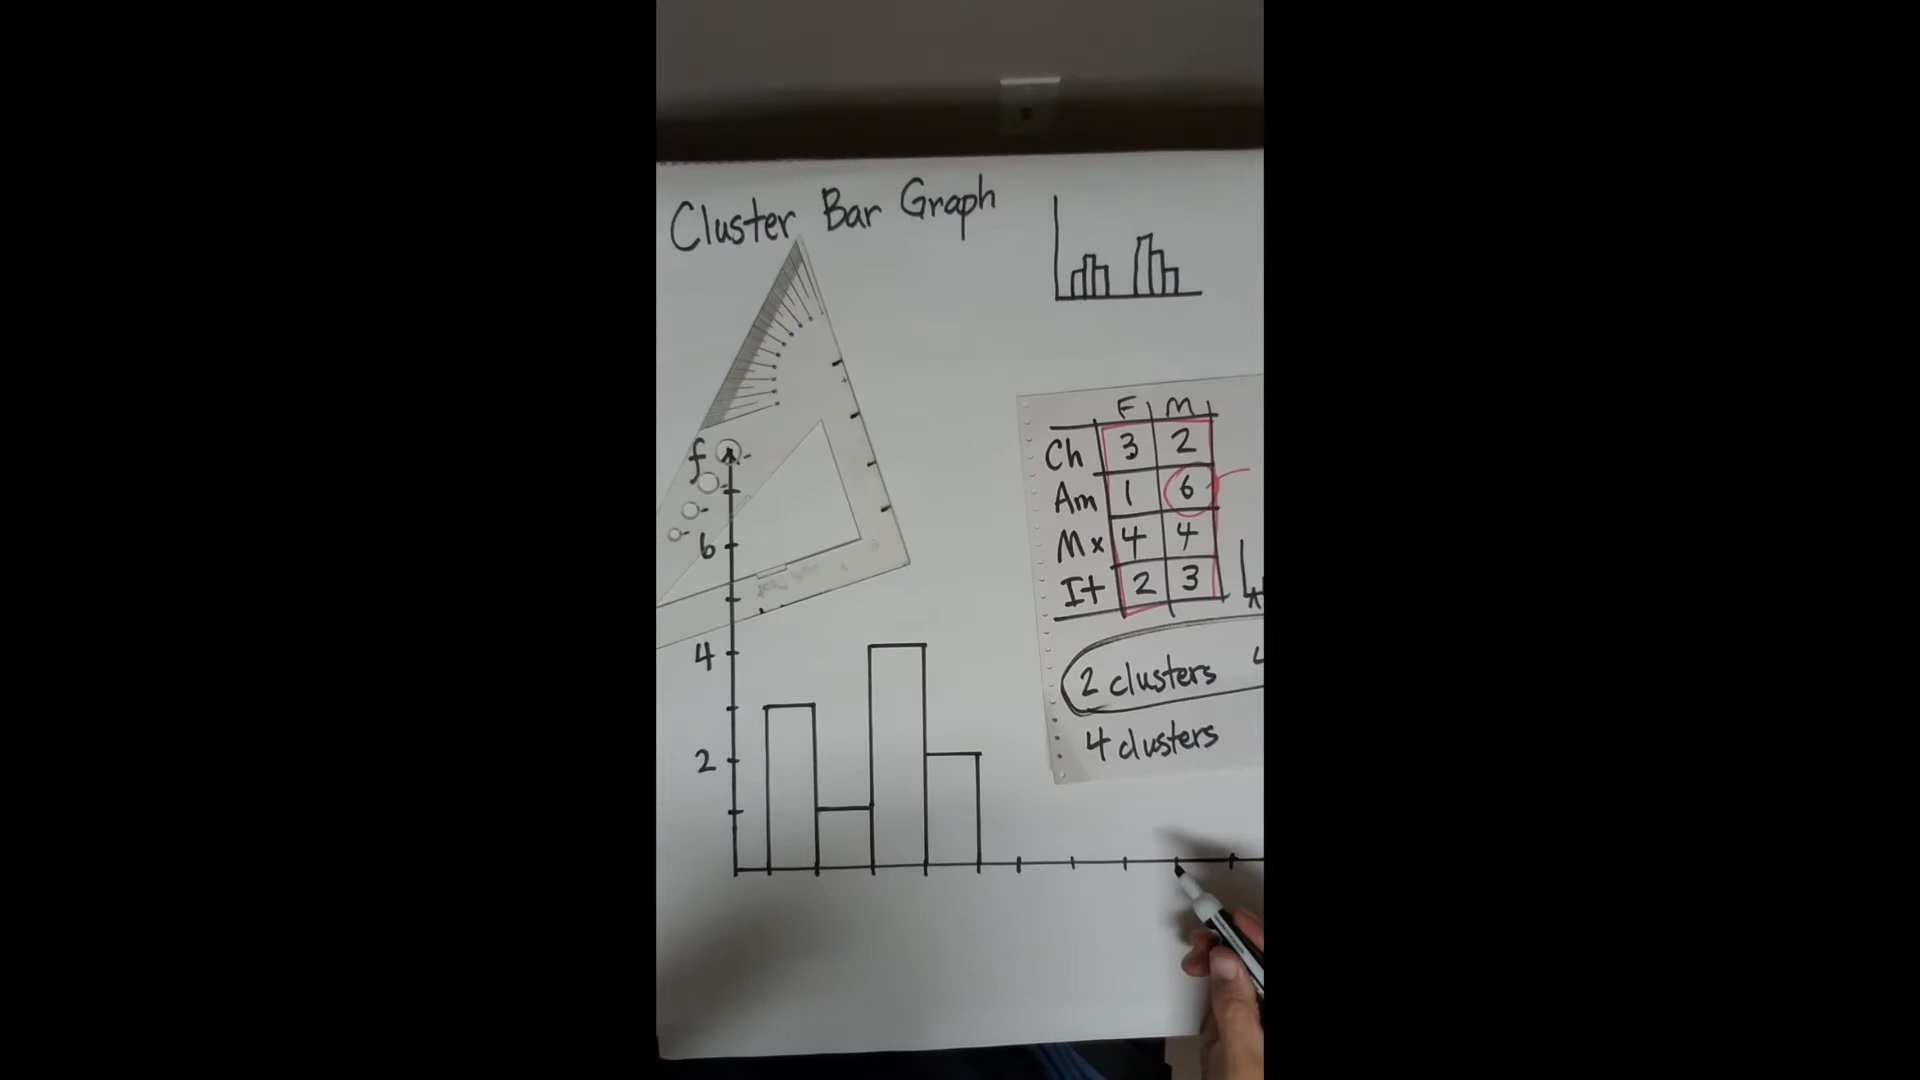 Cluster Bar Graph
F M
Ch 3 2
Am 1 6
Mx 4 4
It 2 3
2 clusters
4 clusters
f
6
4
2